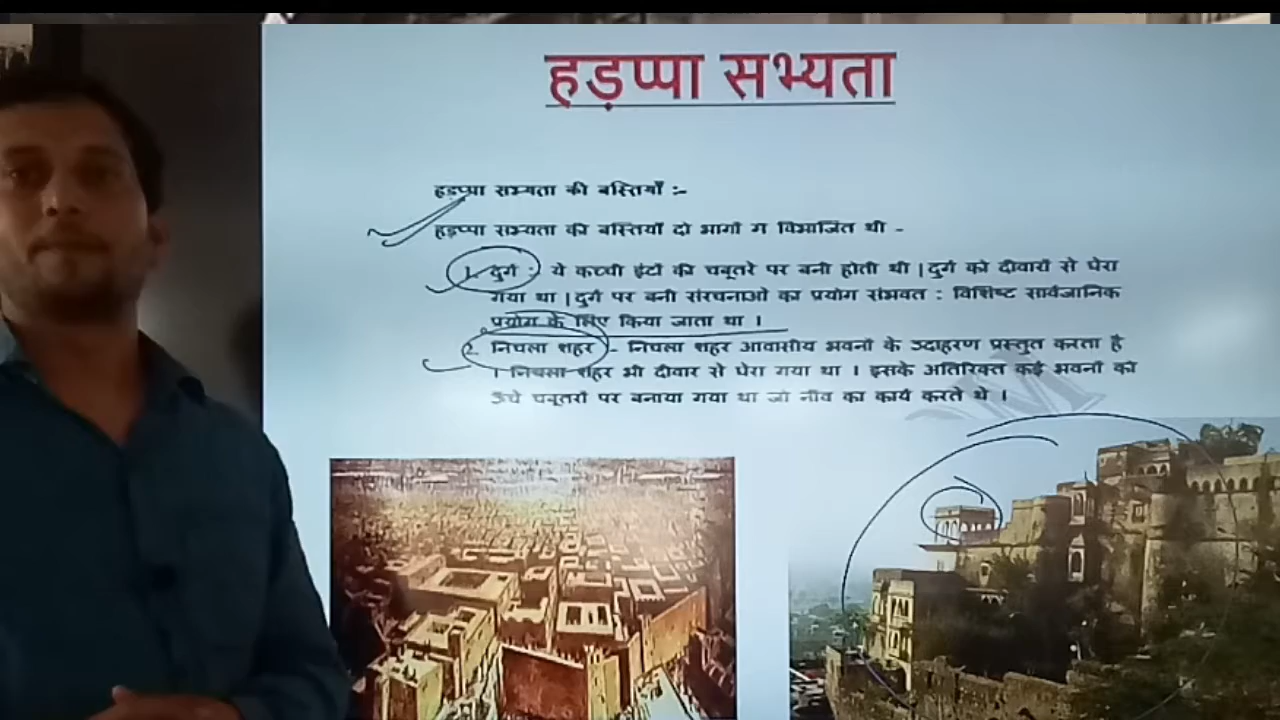 हड़प्पा सभ्यता
हड़प्पा सभ्यता की बस्तियाँ :-
हड़प्पा सभ्यता की बस्तियाँ दो भागों म विभाजित थी -
1. दुर्ग : ये कच्ची इंटों की चबूतरे पर बनी होती थी | दुर्ग को दीवारों से घेरा
गया था | दुर्ग पर बनी संरचनाओ का प्रयोग संभवत : विशिष्ट सार्वजानिक
प्रयोग के लिए किया जाता था ।
2. निचला शहर - निचला शहर आवासीय भवनों के उदाहरण प्रस्तुत करता है
। निचला शहर भी दीवार से घेरा गया था । इसके अतिरिक्त कई भवनों को
ऊँचे चबूतरों पर बनाया गया था जो नीव का कार्य करते थे ।